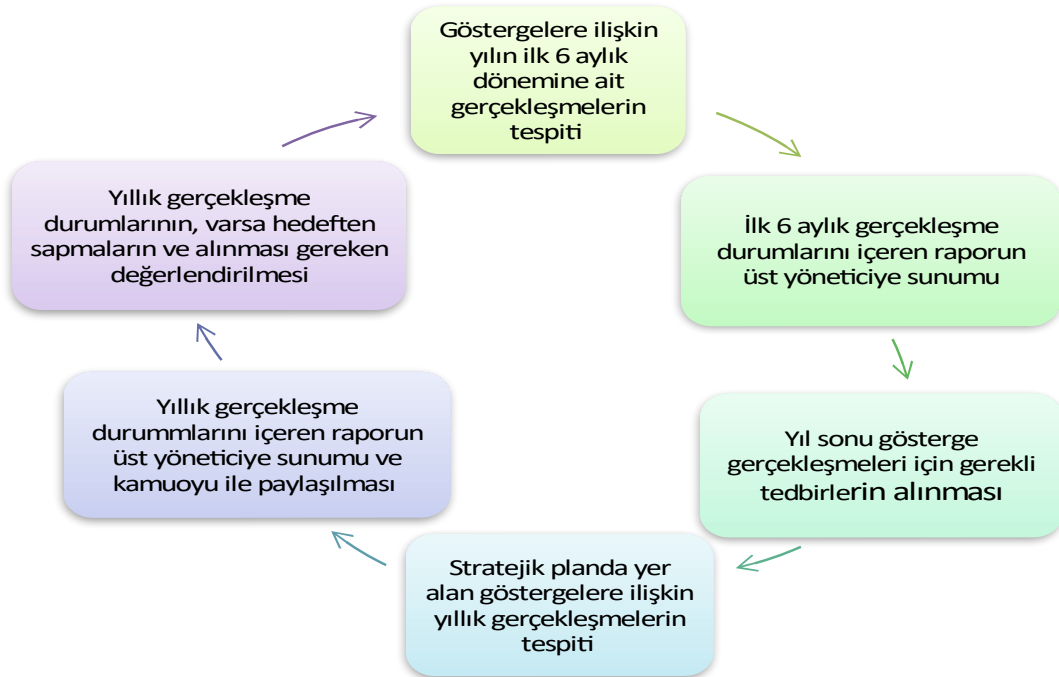 Göstergelere ilişkin
yılın ilk 6 aylık
dönemine ait
gerçekleşmelerin
tespiti
İlk 6 aylık gerçekleşme
durumlarını içeren raporun
üst yöneticiye sunumu
Yıl sonu gösterge
gerçekleşmeleri için gerekli
tedbirlerin alınması
Stratejik planda yer
alan göstergelere ilişkin
yıllık gerçekleşmelerin
tespiti
Yıllık gerçekleşme
durummlarını içeren raporun
üst yöneticiye sunumu ve
kamuoyu ile paylaşılması
Yıllık gerçekleşme
durumlarının, varsa hedeften
sapmaların ve alınması gereken
değerlendirilmesi